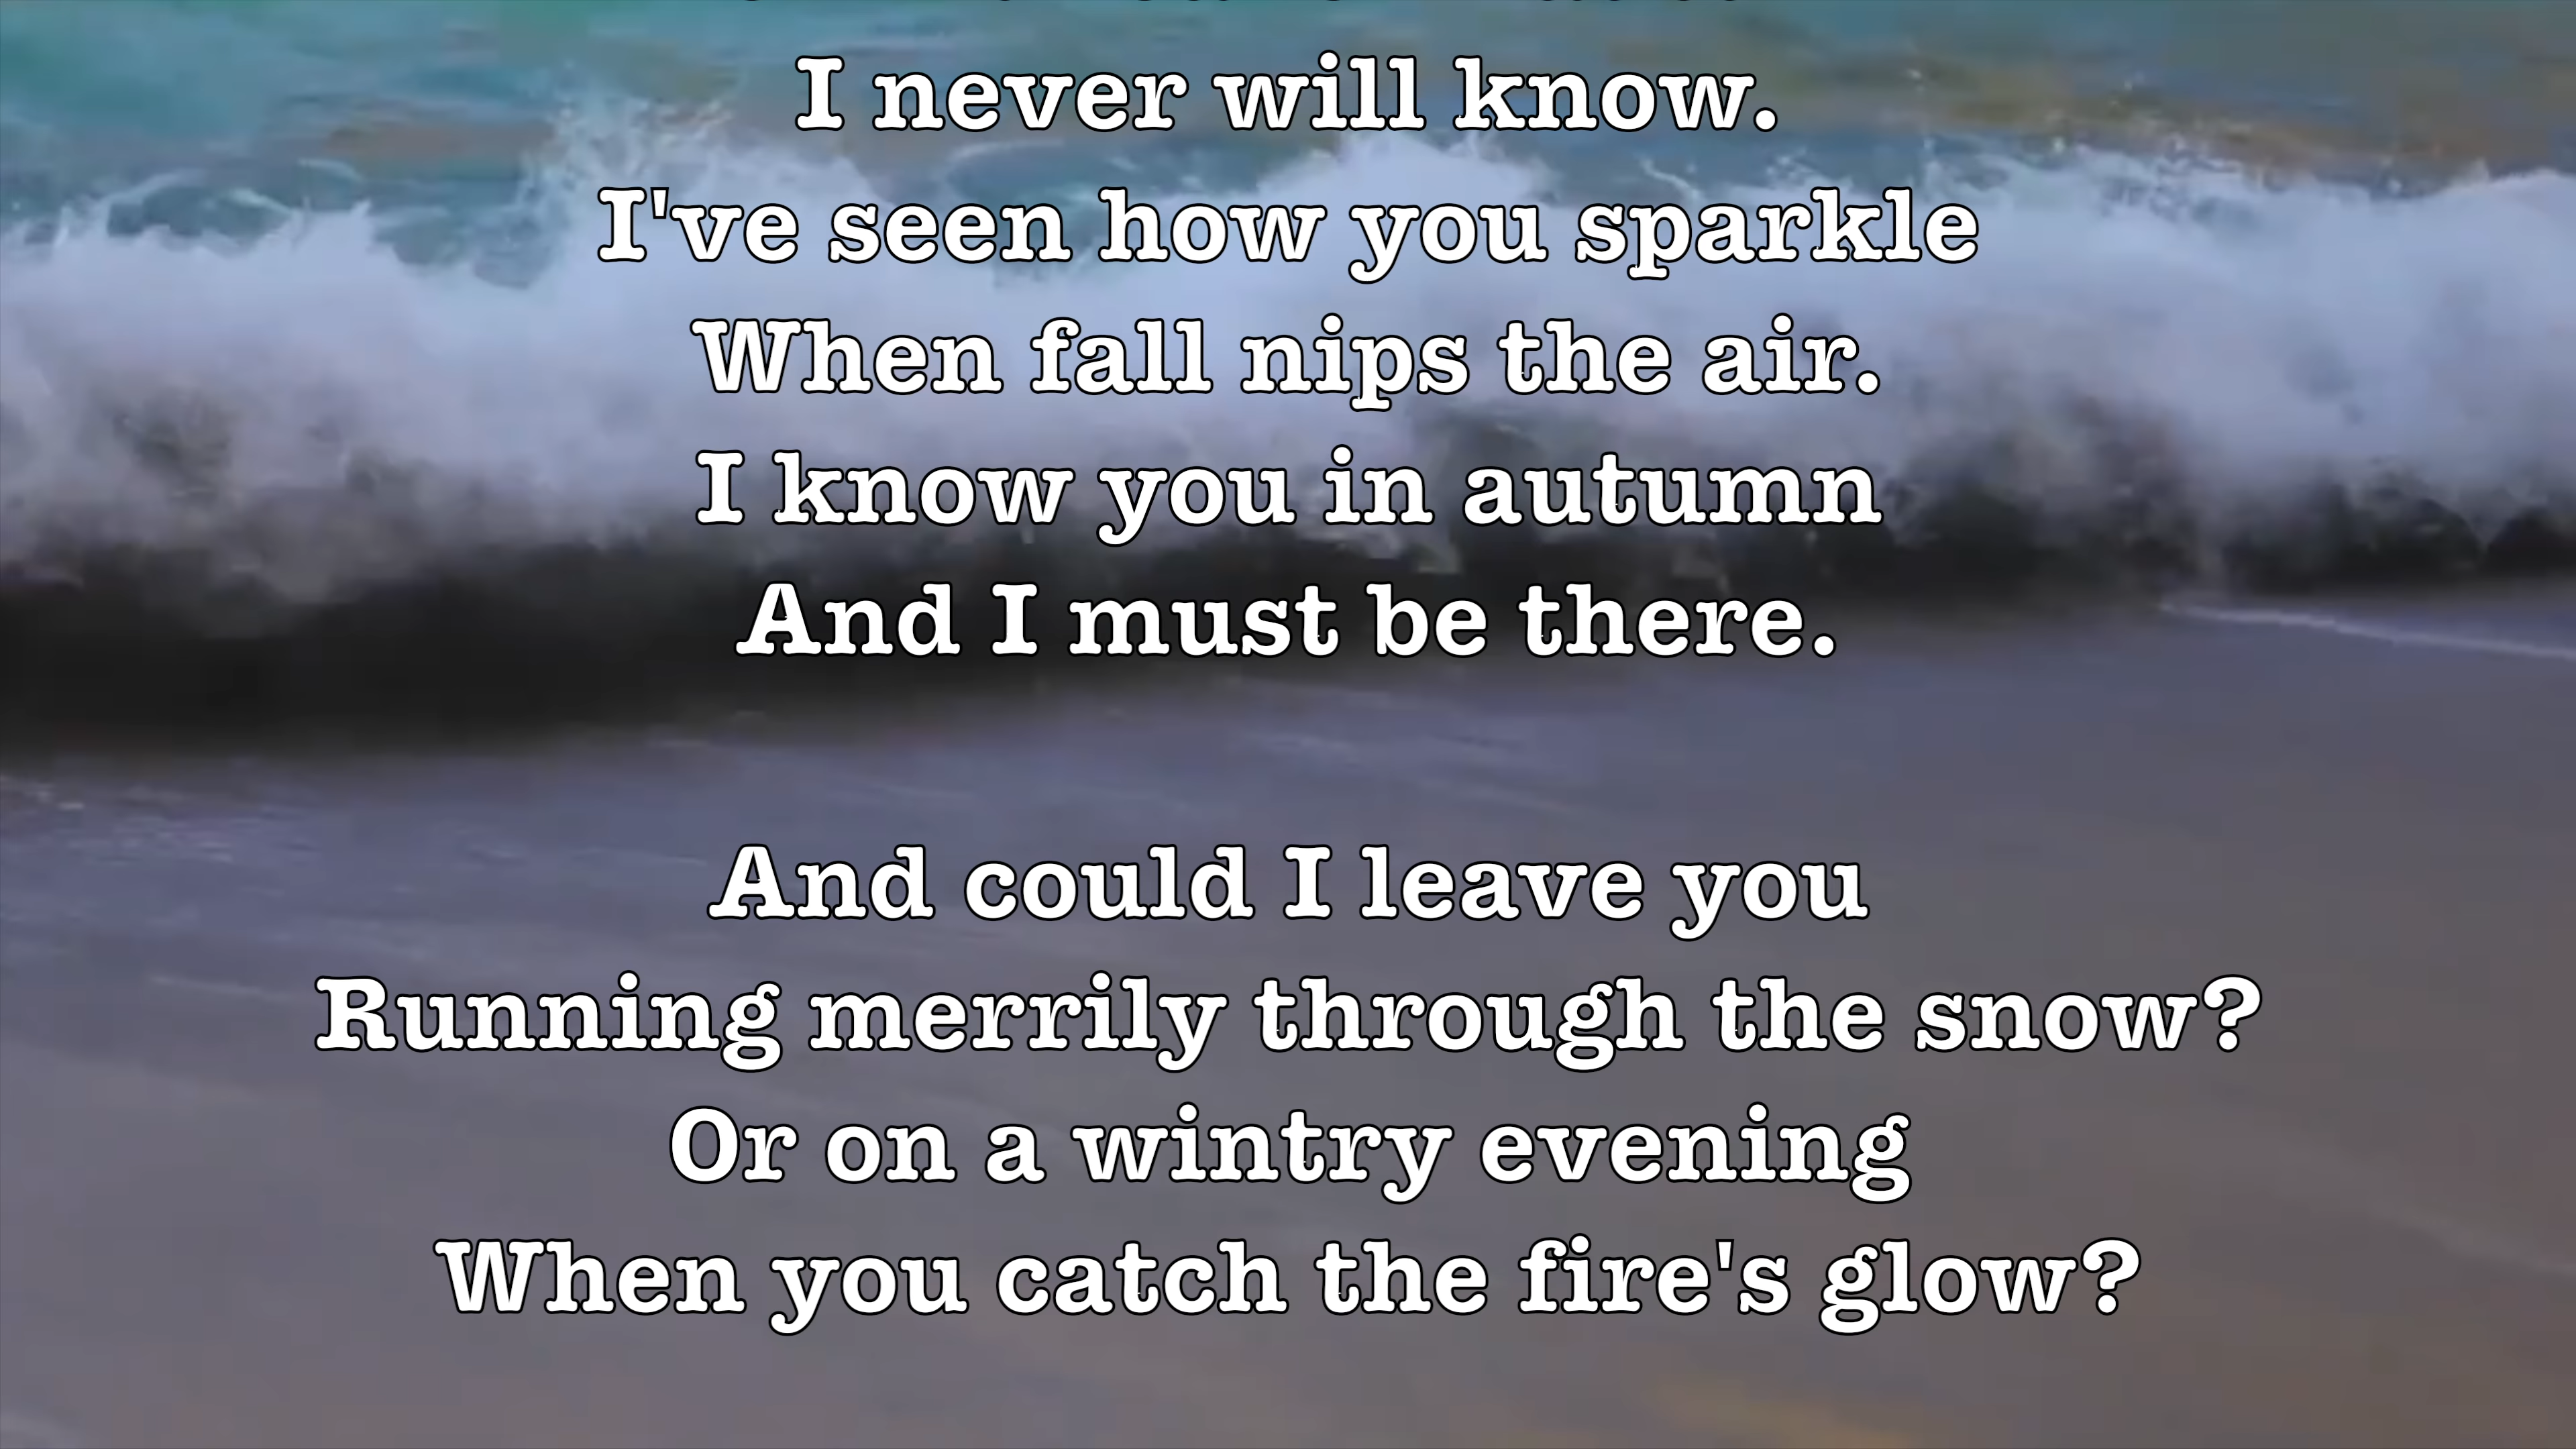 I never will know.
I've seen how you sparkle
When fall nips the air.
I know you in autumn
And I must be there.
And could I leave you
Running merrily through the snow?
Or on a wintry evening
When you catch the fire's glow?